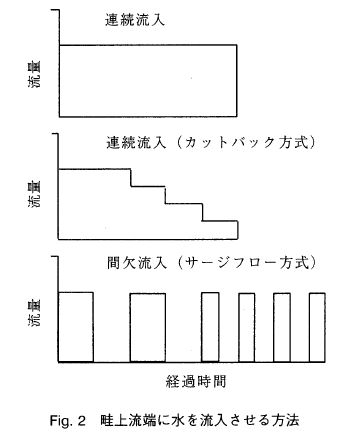 連続流入
流量
連続流入(カットバック方式)
流量
間欠流入(サージフロー方式)
流量
経過時間
Fig. 2 畦上流端に水を流入させる方法